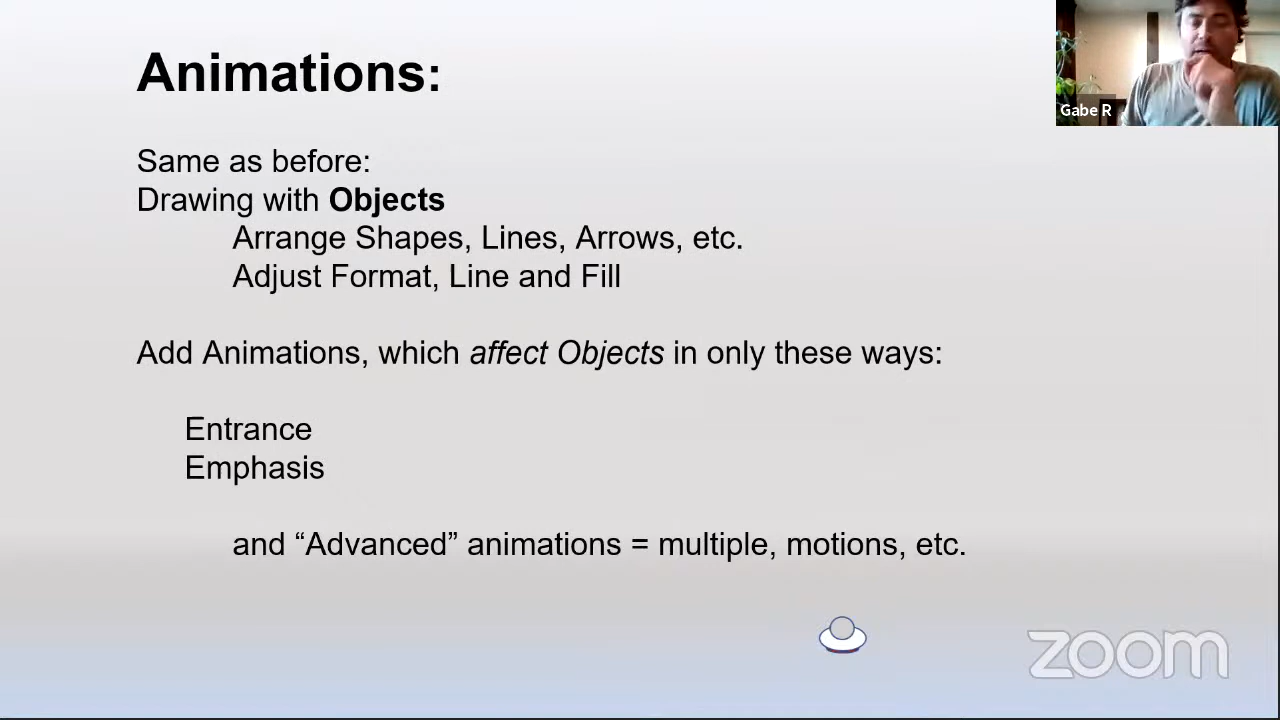 Animations:
Gabe R
Same as before:
Drawing with Objects
Arrange Shapes, Lines, Arrows, etc.
Adjust Format, Line and Fill
Add Animations, which affect Objects in only these ways:
Entrance
Emphasis
and “Advanced” animations = multiple, motions, etc.
zoom